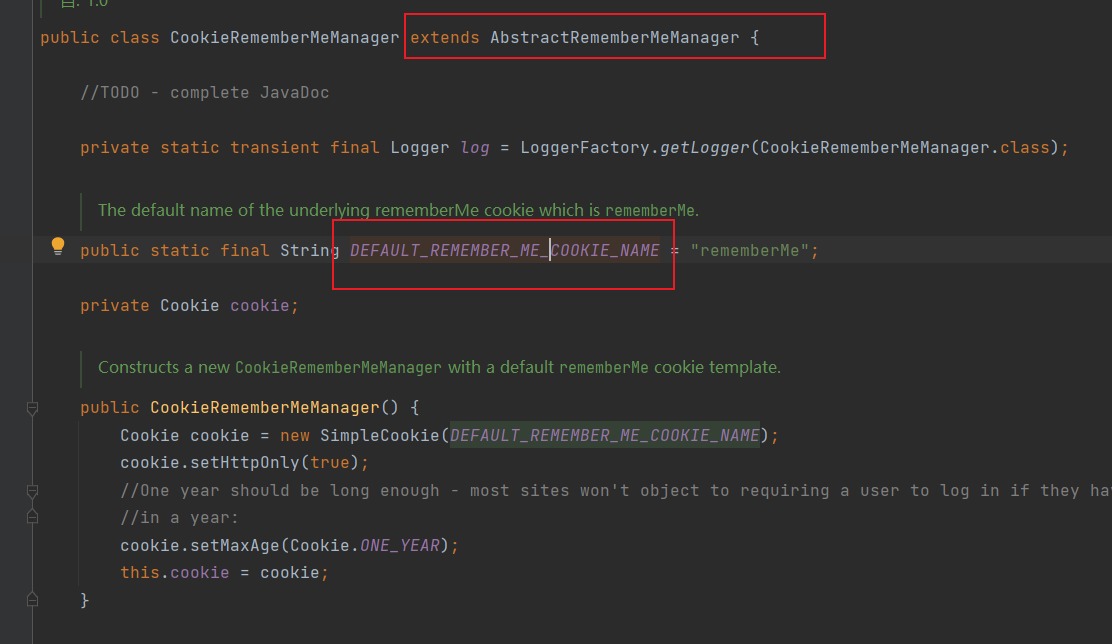 自: 1.0
public class CookieRememberMeManager extends AbstractRememberMeManager {
//TODO - complete JavaDoc
private static transient final Logger log = LoggerFactory.getLogger(CookieRememberMeManager.class);
The default name of the underlying rememberMe cookie which is rememberMe.
public static final String DEFAULT_REMEMBER_ME_COOKIE_NAME = "rememberMe";
private Cookie cookie;
Constructs a new CookieRememberMeManager with a default rememberMe cookie template.
public CookieRememberMeManager() {
Cookie cookie = new SimpleCookie(DEFAULT_REMEMBER_ME_COOKIE_NAME);
cookie.setHttpOnly(true);
//One year should be long enough - most sites won't object to requiring a user to log in if they
//in a year:
cookie.setMaxAge(Cookie.ONE_YEAR);
this.cookie = cookie;
}